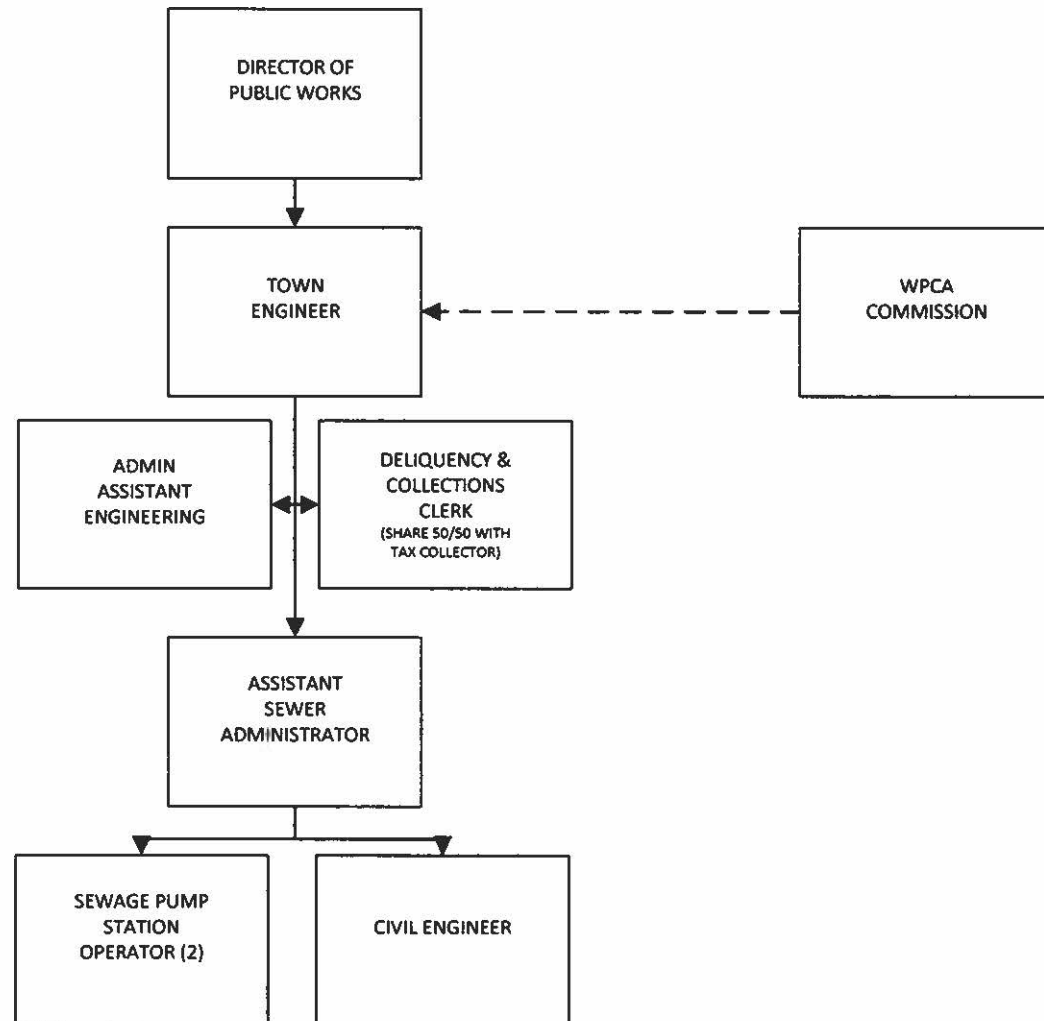 DIRECTOR OF
PUBLIC WORKS
TOWN
ENGINEER
WPCA
COMMISSION
ADMIN
ASSISTANT
ENGINEERING
DELIQUENCY &
COLLECTIONS
CLERK
(SHARE 50/50 WITH
TAX COLLECTOR)
ASSISTANT
SEWER
ADMINISTRATOR
SEWAGE PUMP
STATION
OPERATOR (2)
CIVIL ENGINEER